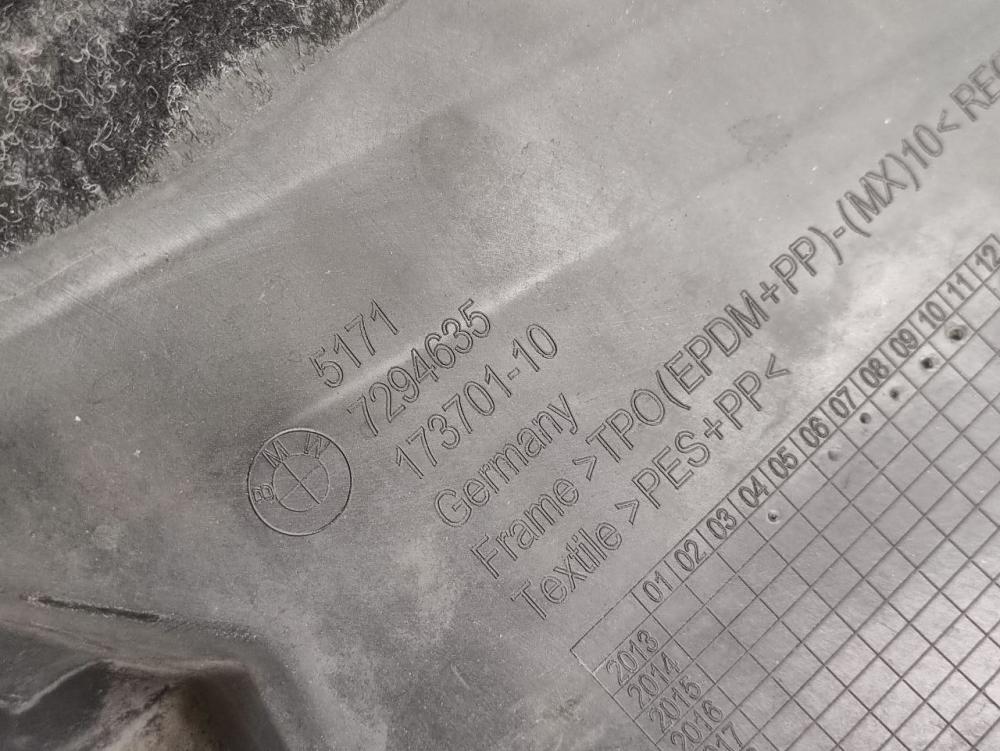 BMW
5171
7294635
173701-10
Germany
Frame >TPO(EPDM+PP)-(MX)10<
Textile >PES+PP<
01 02 03 04 05 06 07 08 09 10 11 12
2013
2014
2015
2016